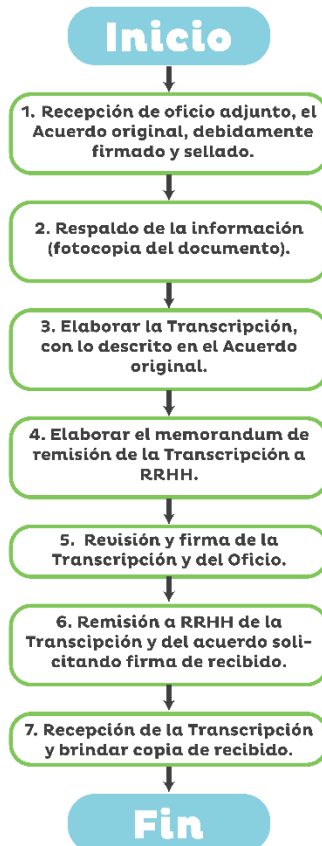 Inicio
1. Recepción de oficio adjunto, el
Acuerdo original, debidamente
firmado y sellado.
2. Respaldo de la información
(fotocopia del documento).
3. Elaborar la Transcripción,
con lo descrito en el Acuerdo
original.
4. Elaborar el memorandum de
remisión de la Transcripción a
RRHH.
5. Revisión y firma de la
Transcripción y del Oficio.
6. Remisión a RRHH de la
Transcipción y del acuerdo soli-
citando firma de recibido.
7. Recepción de la Transcripción
y brindar copia de recibido.
Fin